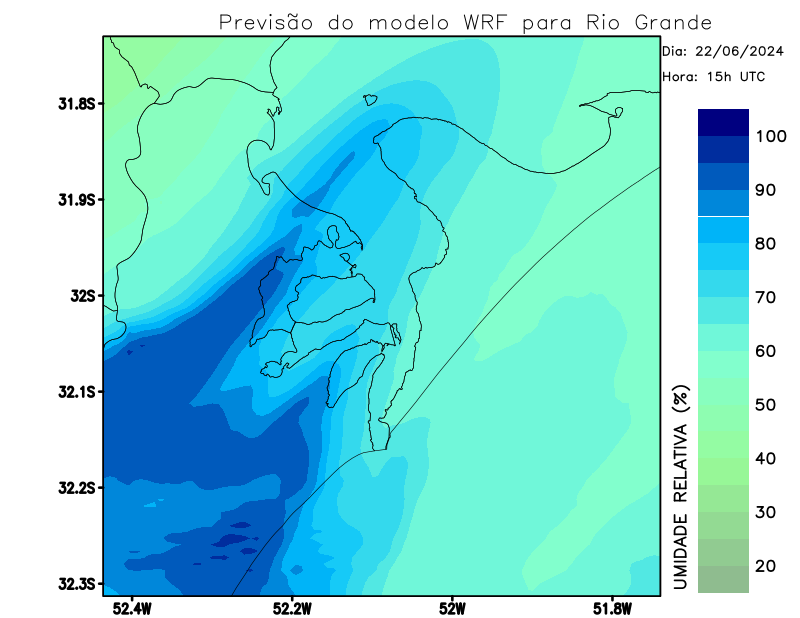 Previsão do modelo WRF para Rio Grande
Dia: 22/06/2024
Hora: 15h UTC
31.8S
31.9S
32S
32.1S
32.2S
32.3S
52.4W
52.2W
52W
51.8W
UMIDADE RELATIVA (%)
100
90
80
70
60
50
40
30
20